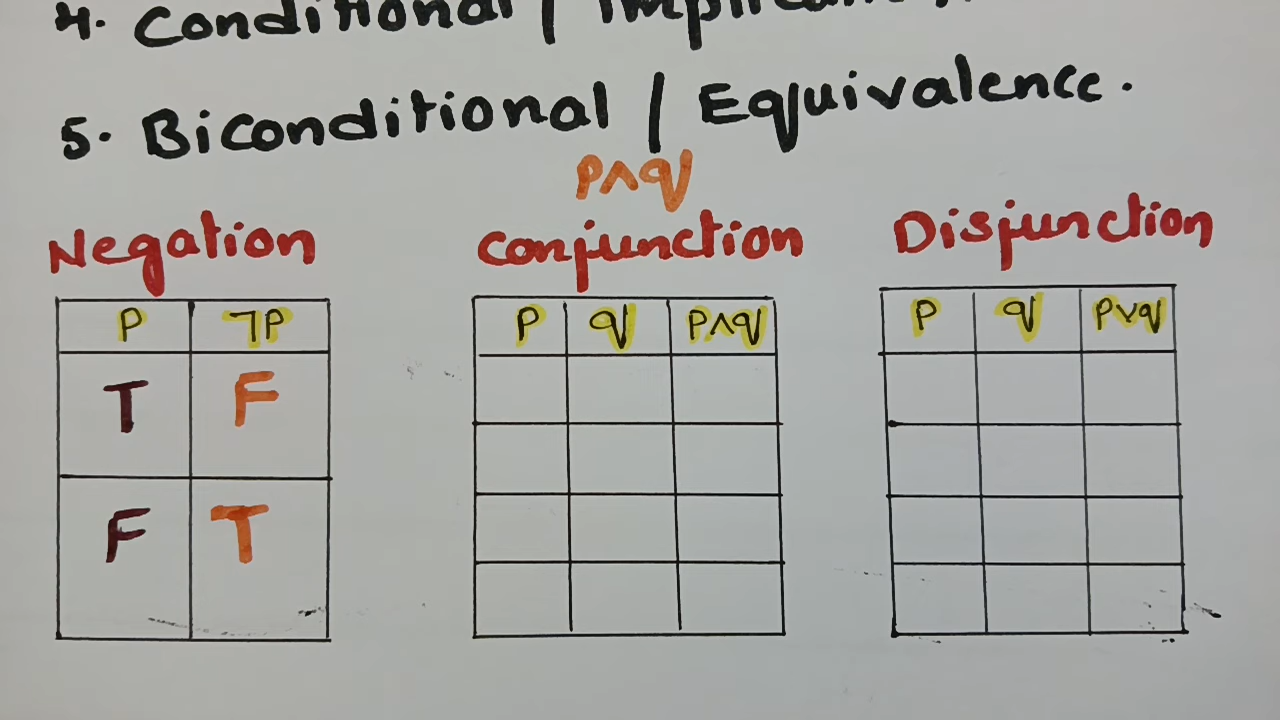 4. Conditional /
5. Biconditional / Equivalence.
P∧q
Negation
P ¬P
T F
F T
Conjunction
P q P∧q
Disjunction
P q P∨q